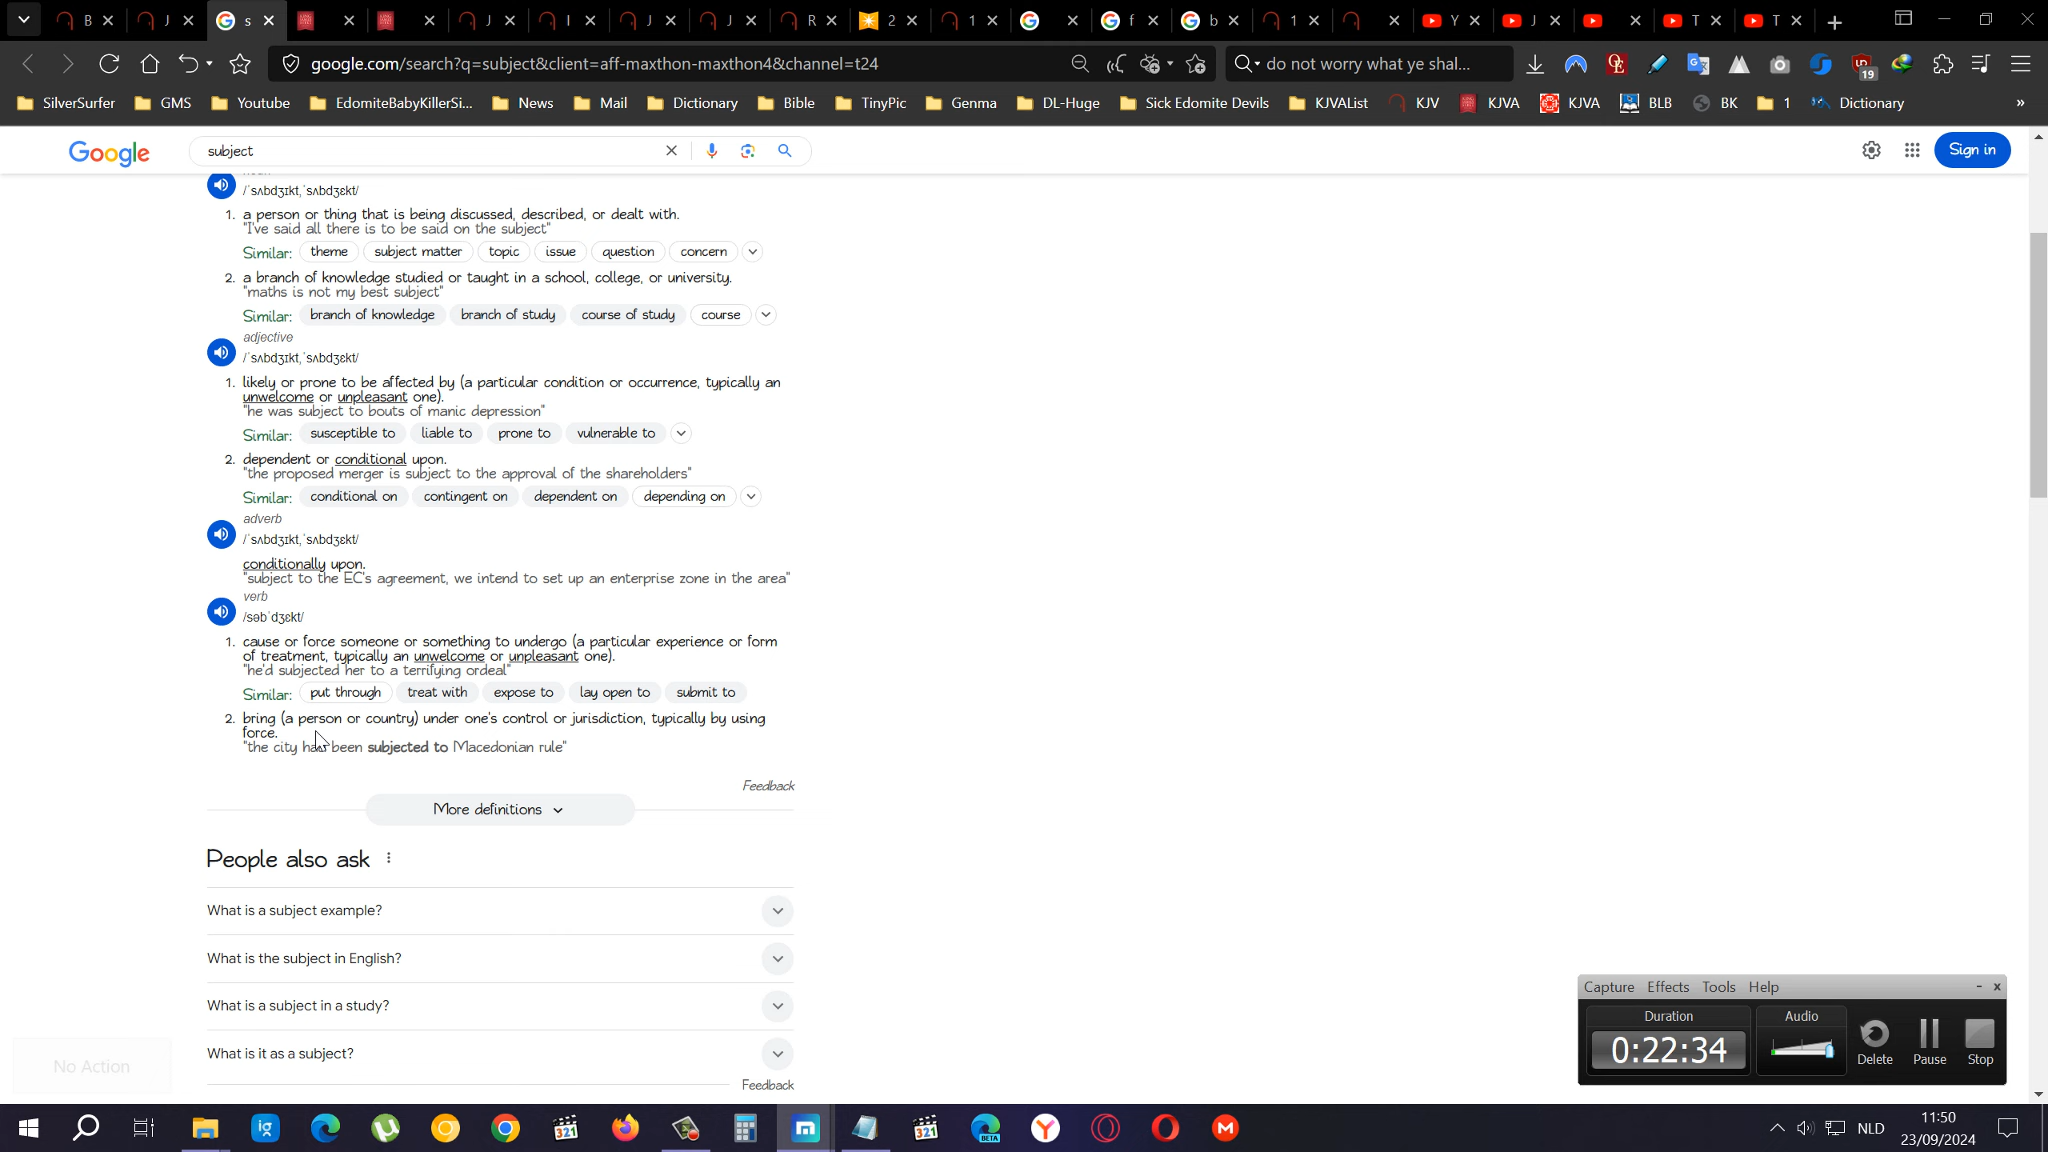 B
J
s
J
I
J
J
R
2
1
f
b
1
Y
J
T
T
google.com/search?q=subject&client=aff-maxthon-maxthon4&channel=t24
do not worry what ye shal...
19
SilverSurfer
GMS
Youtube
EdomiteBabyKillerSi...
News
Mail
Dictionary
Bible
TinyPic
Genma
DL-Huge
Sick Edomite Devils
KJVAList
KJV
KJVA
KJVA
BLB
BK
1
Dictionary
»
Google
subject
Sign in
/ˈsʌbdʒɪkt,ˈsʌbdʒɛkt/
1. a person or thing that is being discussed, described, or dealt with.
"I've said all there is to be said on the subject"
Similar: theme subject matter topic issue question concern
2. a branch of knowledge studied or taught in a school, college, or university.
"maths is not my best subject"
Similar: branch of knowledge branch of study course of study course
adjective
/ˈsʌbdʒɪkt,ˈsʌbdʒɛkt/
1. likely or prone to be affected by (a particular condition or occurrence, typically an
unwelcome or unpleasant one).
"he was subject to bouts of manic depression"
Similar: susceptible to liable to prone to vulnerable to
2. dependent or conditional upon.
"the proposed merger is subject to the approval of the shareholders"
Similar: conditional on contingent on dependent on depending on
adverb
/ˈsʌbdʒɪkt,ˈsʌbdʒɛkt/
conditionally upon.
"subject to the EC's agreement, we intend to set up an enterprise zone in the area"
verb
/səbˈdʒɛkt/
1. cause or force someone or something to undergo (a particular experience or form
of treatment, typically an unwelcome or unpleasant one).
"he'd subjected her to a terrifying ordeal"
Similar: put through treat with expose to lay open to submit to
2. bring (a person or country) under one's control or jurisdiction, typically by using
force.
"the city had been subjected to Macedonian rule"
Feedback
More definitions
People also ask
What is a subject example?
What is the subject in English?
What is a subject in a study?
What is it as a subject?
Feedback
No Action
Capture Effects Tools Help
Duration
Audio
0:22:34
Delete
Pause
Stop
NLD
11:50
23/09/2024